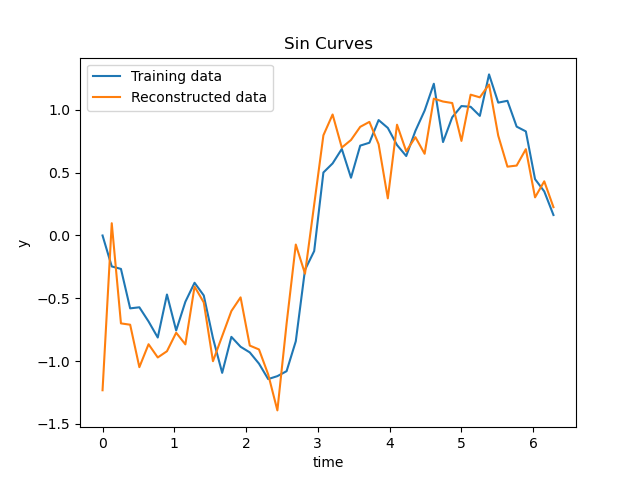 Sin Curves
Training data
Reconstructed data
y
1.0
0.5
0.0
−0.5
−1.0
−1.5
0 1 2 3 4 5 6
time